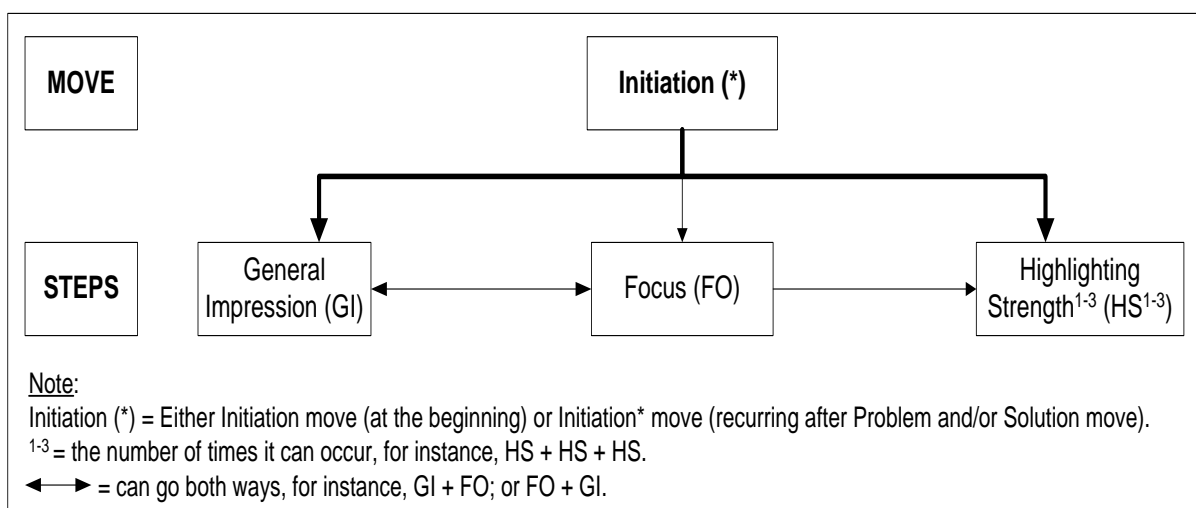 MOVE
Initiation (*)
STEPS
General
Impression (GI)
Focus (FO)
Highlighting
Strength¹⁻³ (HS¹⁻³)
Note:
Initiation (*) = Either Initiation move (at the beginning) or Initiation* move (recurring after Problem and/or Solution move).
¹⁻³ = the number of times it can occur, for instance, HS + HS + HS.
= can go both ways, for instance, GI + FO; or FO + GI.